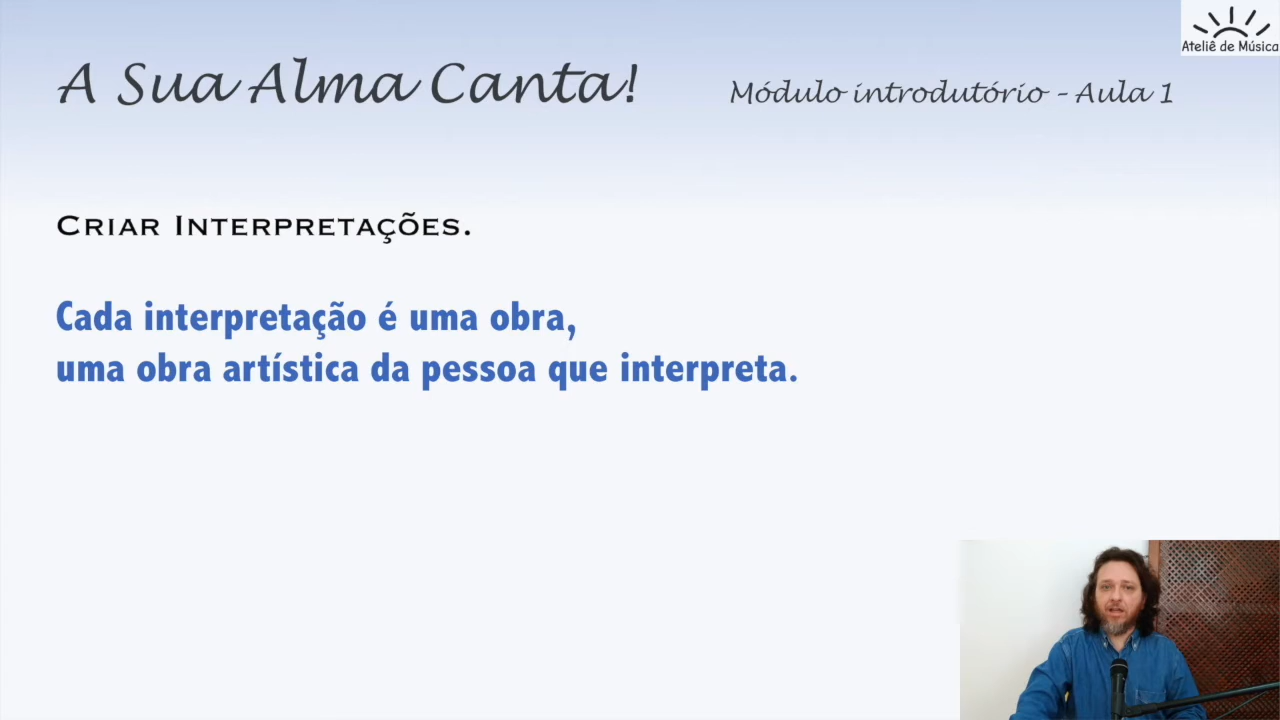 A Sua Alma Canta!
Módulo introdutório – Aula 1
Ateliê de Música
Criar Interpretações.
Cada interpretação é uma obra,
uma obra artística da pessoa que interpreta.